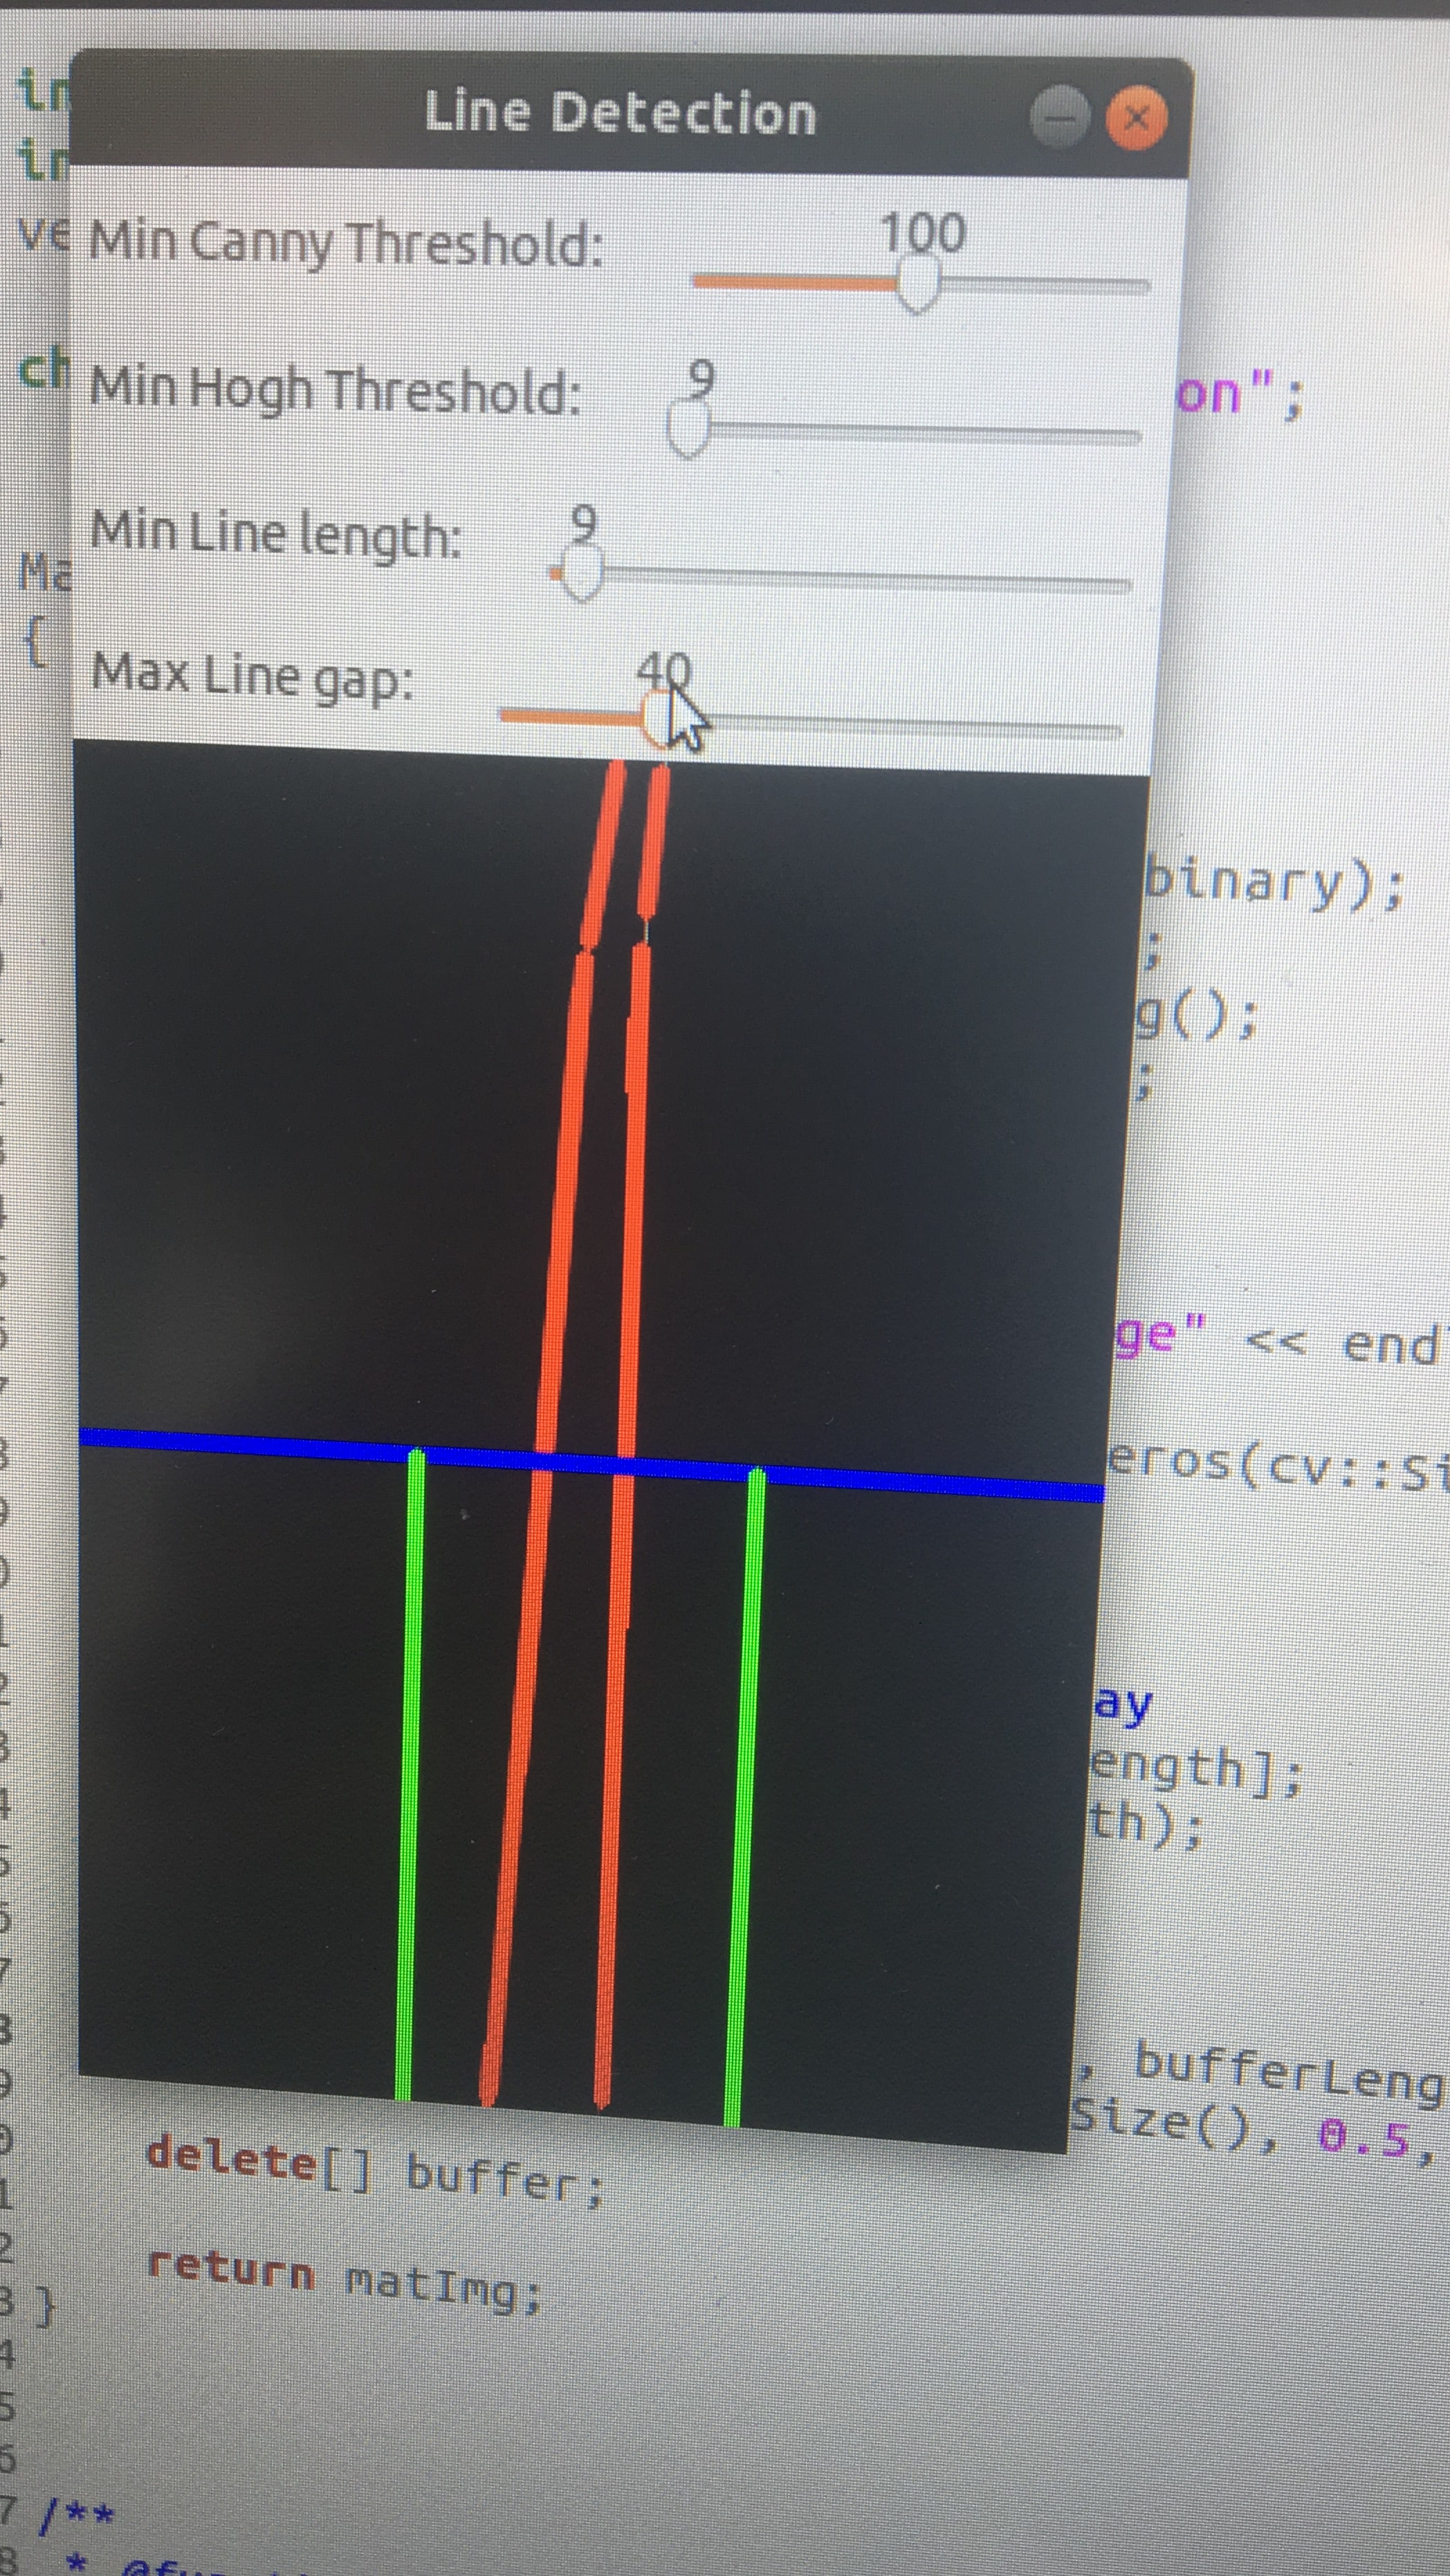 Line Detection
in
in
ve
Min Canny Threshold:
100
ch
Min Hogh Threshold:
9
on";
Min Line length:
9
Ma
{
Max Line gap:
40
binary);
;
g();
;
ge" << end
eros(cv::Si
ay
ength];
th);
, bufferLeng
Size(), 0.5,
delete[] buffer;
return matImg;
}
/**
*